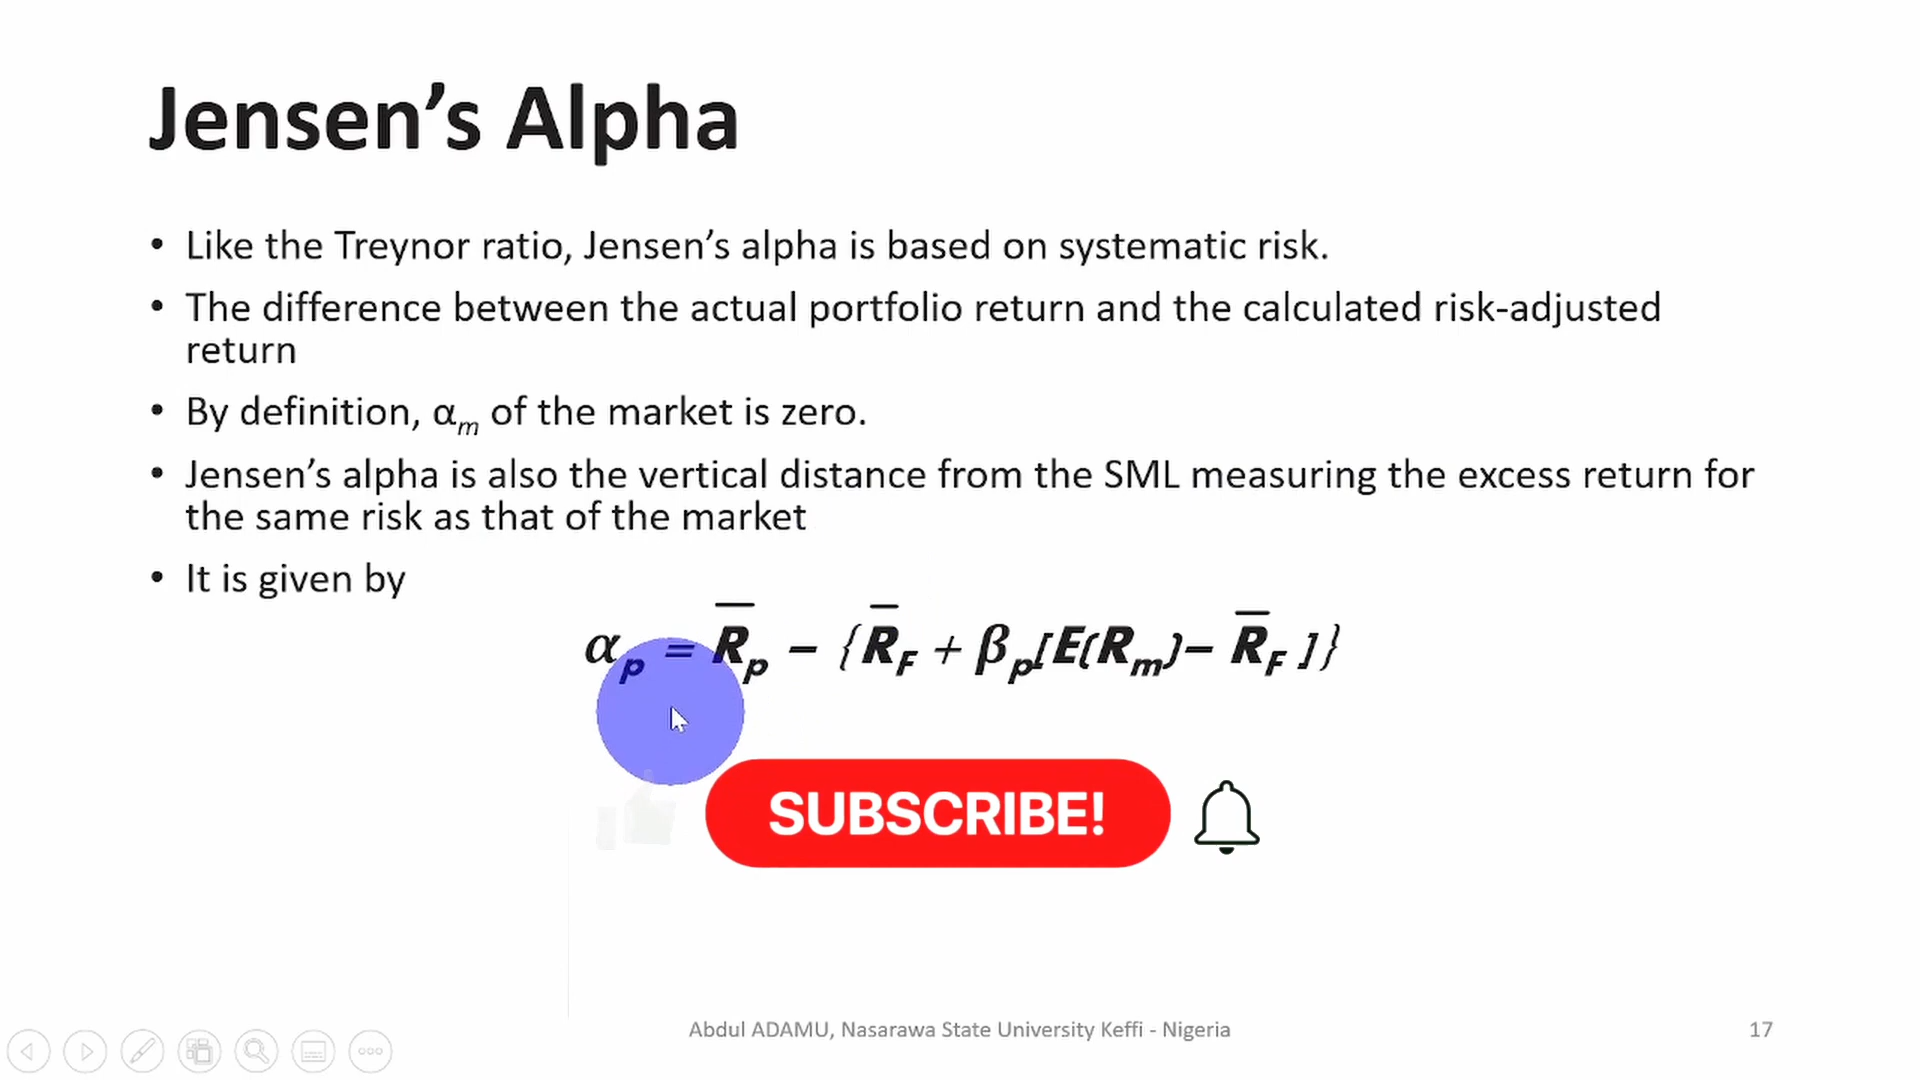 Jensen’s Alpha
• Like the Treynor ratio, Jensen’s alpha is based on systematic risk.
• The difference between the actual portfolio return and the calculated risk-adjusted
return
• By definition, αₘ of the market is zero.
• Jensen’s alpha is also the vertical distance from the SML measuring the excess return for
the same risk as that of the market
• It is given by
αₚ = R̅ₚ − {R̅_F + βₚ[E(Rₘ)− R̅_F ]}
SUBSCRIBE!
Abdul ADAMU, Nasarawa State University Keffi - Nigeria
17